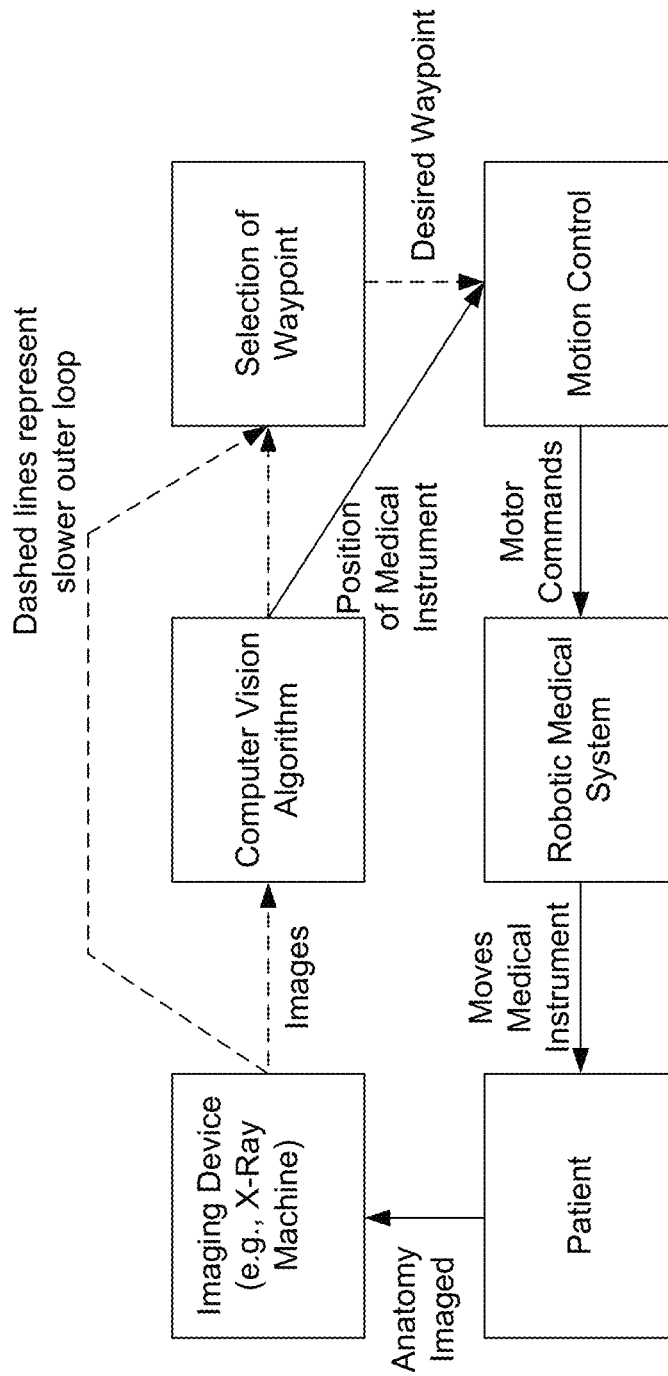 Dashed lines represent
slower outer loop
Imaging Device
(e.g., X-Ray
Machine)
Images
Computer Vision
Algorithm
Selection of
Waypoint
Anatomy
Imaged
Position
of Medical
Instrument
Desired Waypoint
Patient
Moves
Medical
Instrument
Robotic Medical
System
Motor
Commands
Motion Control